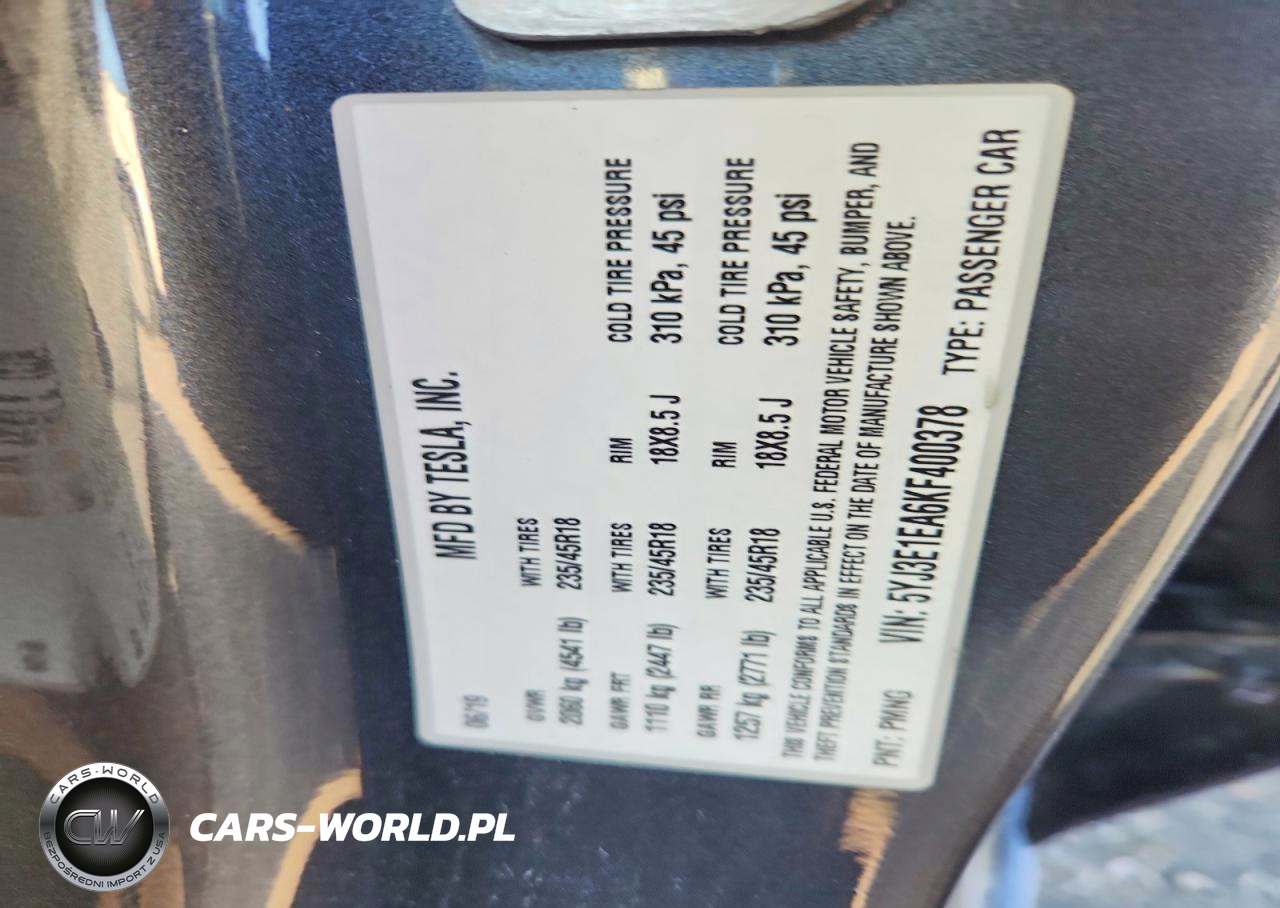 MFD BY TESLA, INC.
06/19
GVWR WITH TIRES
2060 kg (4541 lb) 235/45R18
GAWR FRT WITH TIRES RIM COLD TIRE PRESSURE
1110 kg (2447 lb) 235/45R18 18X8.5 J 310 kPa, 45 psi
GAWR RR WITH TIRES RIM COLD TIRE PRESSURE
1257 kg (2771 lb) 235/45R18 18X8.5 J 310 kPa, 45 psi
THIS VEHICLE CONFORMS TO ALL APPLICABLE U.S. FEDERAL MOTOR VEHICLE SAFETY, BUMPER, AND
THEFT PREVENTION STANDARDS IN EFFECT ON THE DATE OF MANUFACTURE SHOWN ABOVE.
PNT: PMNG VIN: 5YJ3E1EA6KF400378 TYPE: PASSENGER CAR
CARS-WORLD
CW
BEZPOŚREDNI IMPORT Z USA
CARS-WORLD.PL